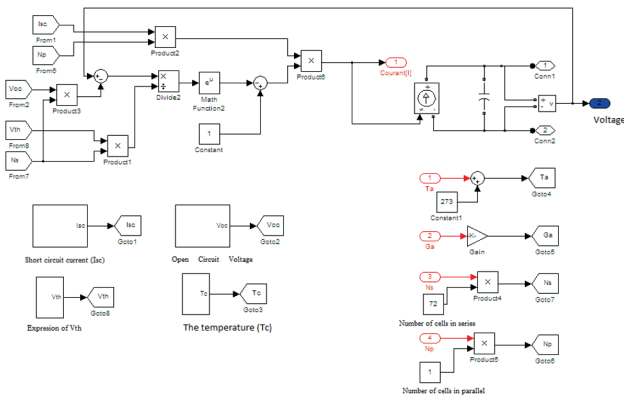 Isc
From1
Np
From6
Product2
Voc
From2
Product3
Vth
From8
Ns
From7
Product1
Divide2
e^u
Math
Function2
1
Constant
Product6
1
Courant[I]
1
Conn1
v
2
Voltage
2
Conn2
1
Ta
273
Constant1
Ta
Goto4
2
Ga
-K-
Gain
Ga
Goto5
3
Ns
72
Product4
Ns
Goto7
Number of cells in series
4
Np
1
Product5
Np
Goto6
Number of cells in parallel
Isc
Isc
Goto1
Short circuit current (Isc)
Voc
Voc
Goto2
Open Circuit Voltage
Vth
Vth
Goto8
Expresion of Vth
Tc
Tc
Goto3
The temperature (Tc)